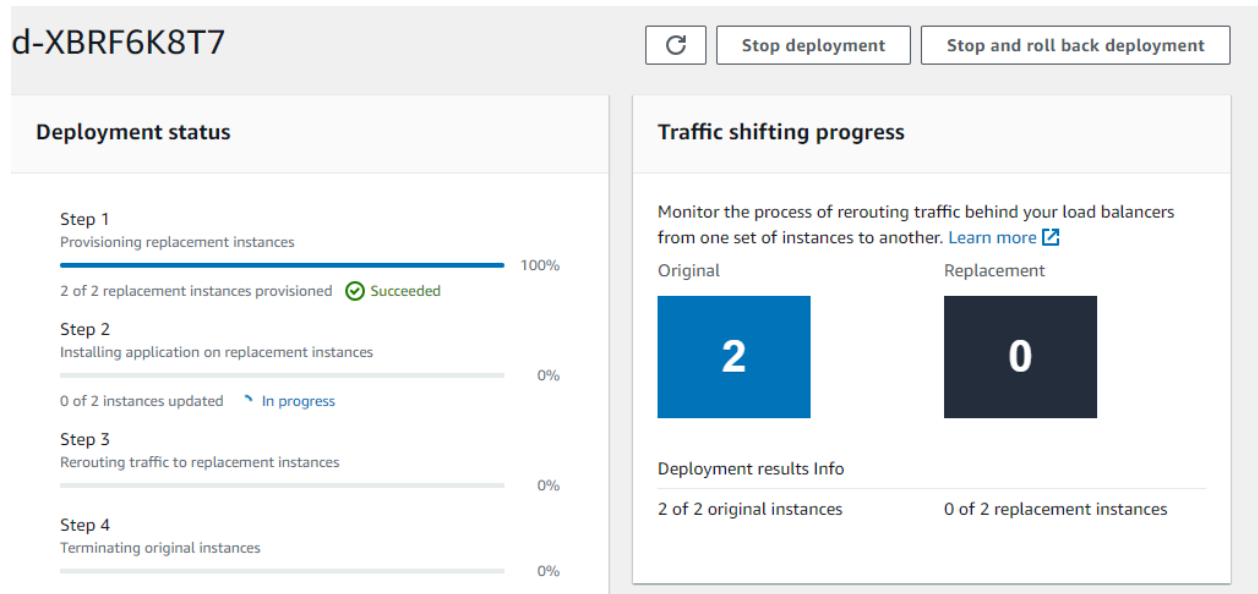 d-XBRF6K8T7
Stop deployment
Stop and roll back deployment
Deployment status
Step 1
Provisioning replacement instances
100%
2 of 2 replacement instances provisioned Succeeded
Step 2
Installing application on replacement instances
0%
0 of 2 instances updated In progress
Step 3
Rerouting traffic to replacement instances
0%
Step 4
Terminating original instances
0%
Traffic shifting progress
Monitor the process of rerouting traffic behind your load balancers
from one set of instances to another. Learn more
Original Replacement
2 0
Deployment results Info
2 of 2 original instances 0 of 2 replacement instances